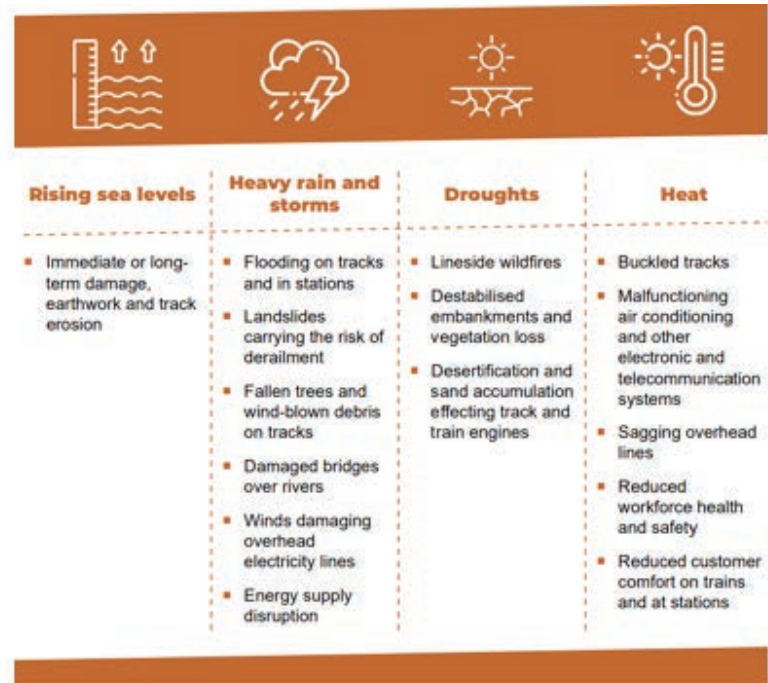 Rising sea levels
▪ Immediate or long-
term damage,
earthwork and track
erosion
Heavy rain and
storms
▪ Flooding on tracks
and in stations
▪ Landslides
carrying the risk of
derailment
▪ Fallen trees and
wind-blown debris
on tracks
▪ Damaged bridges
over rivers
▪ Winds damaging
overhead
electricity lines
▪ Energy supply
disruption
Droughts
▪ Lineside wildfires
▪ Destabilised
embankments and
vegetation loss
▪ Desertification and
sand accumulation
effecting track and
train engines
Heat
▪ Buckled tracks
▪ Malfunctioning
air conditioning
and other
electronic and
telecommunication
systems
▪ Sagging overhead
lines
▪ Reduced
workforce health
and safety
▪ Reduced customer
comfort on trains
and at stations